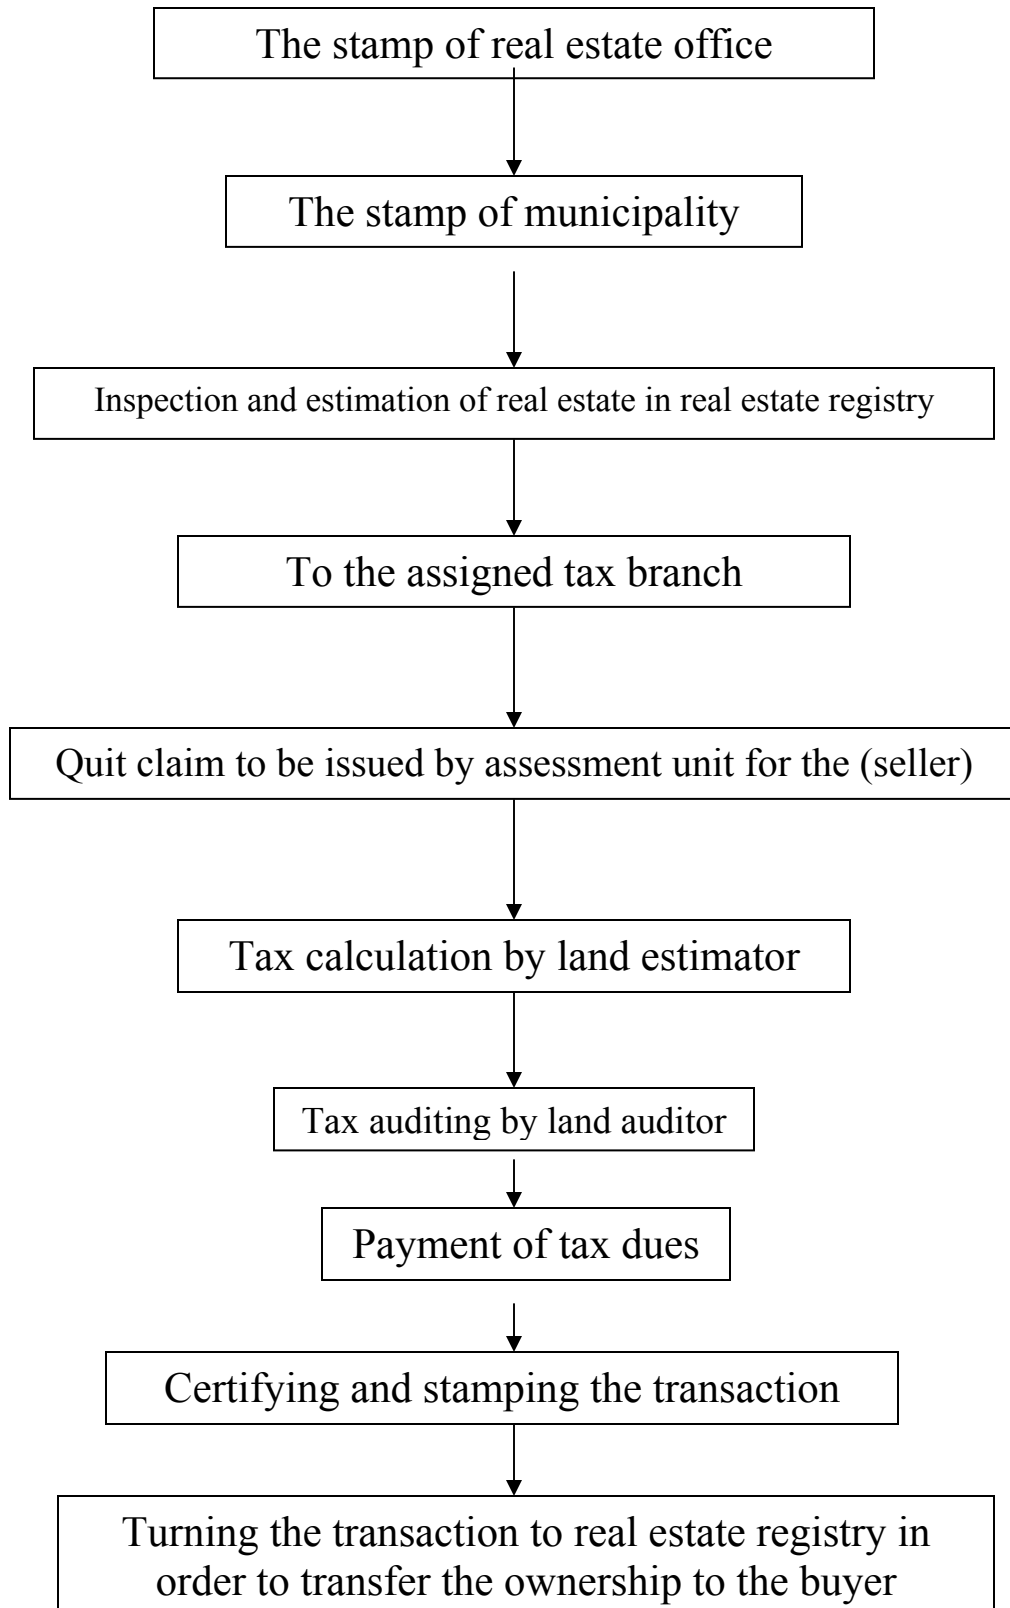 The stamp of real estate office
The stamp of municipality
Inspection and estimation of real estate in real estate registry
To the assigned tax branch
Quit claim to be issued by assessment unit for the (seller)
Tax calculation by land estimator
Tax auditing by land auditor
Payment of tax dues
Certifying and stamping the transaction
Turning the transaction to real estate registry in
order to transfer the ownership to the buyer